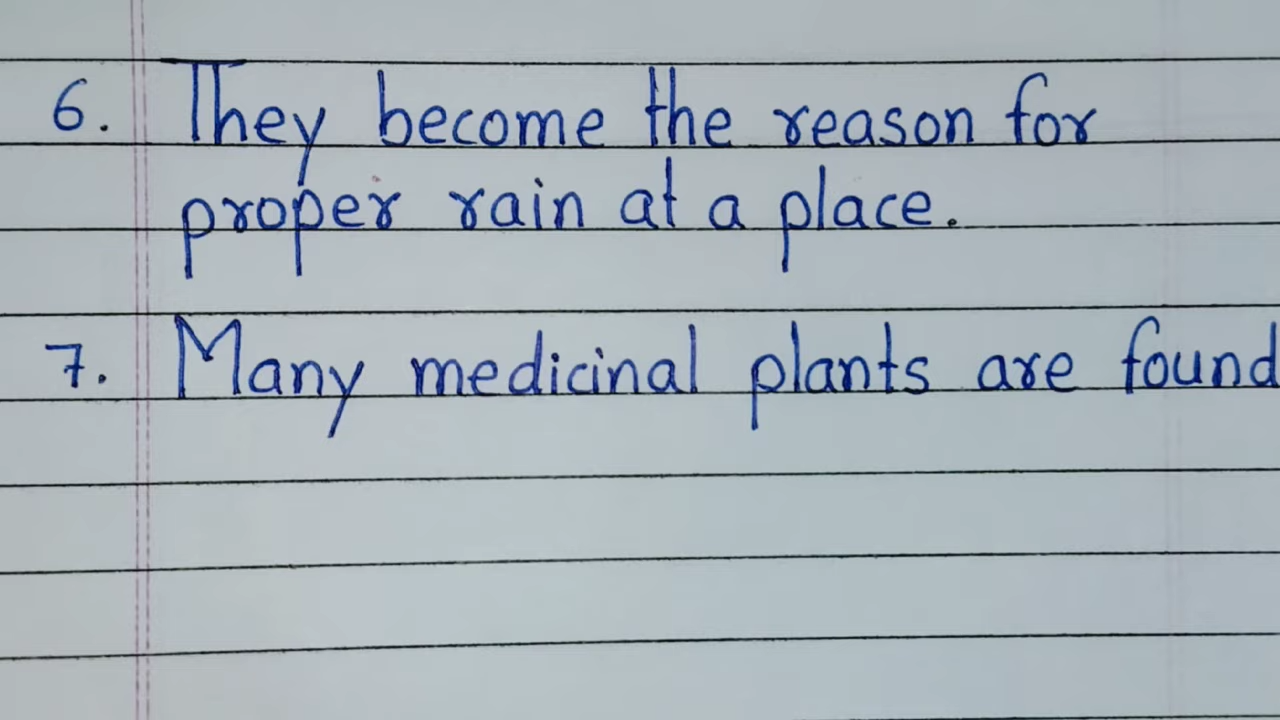 6. They become the reason for
proper rain at a place.
7. Many medicinal plants are found